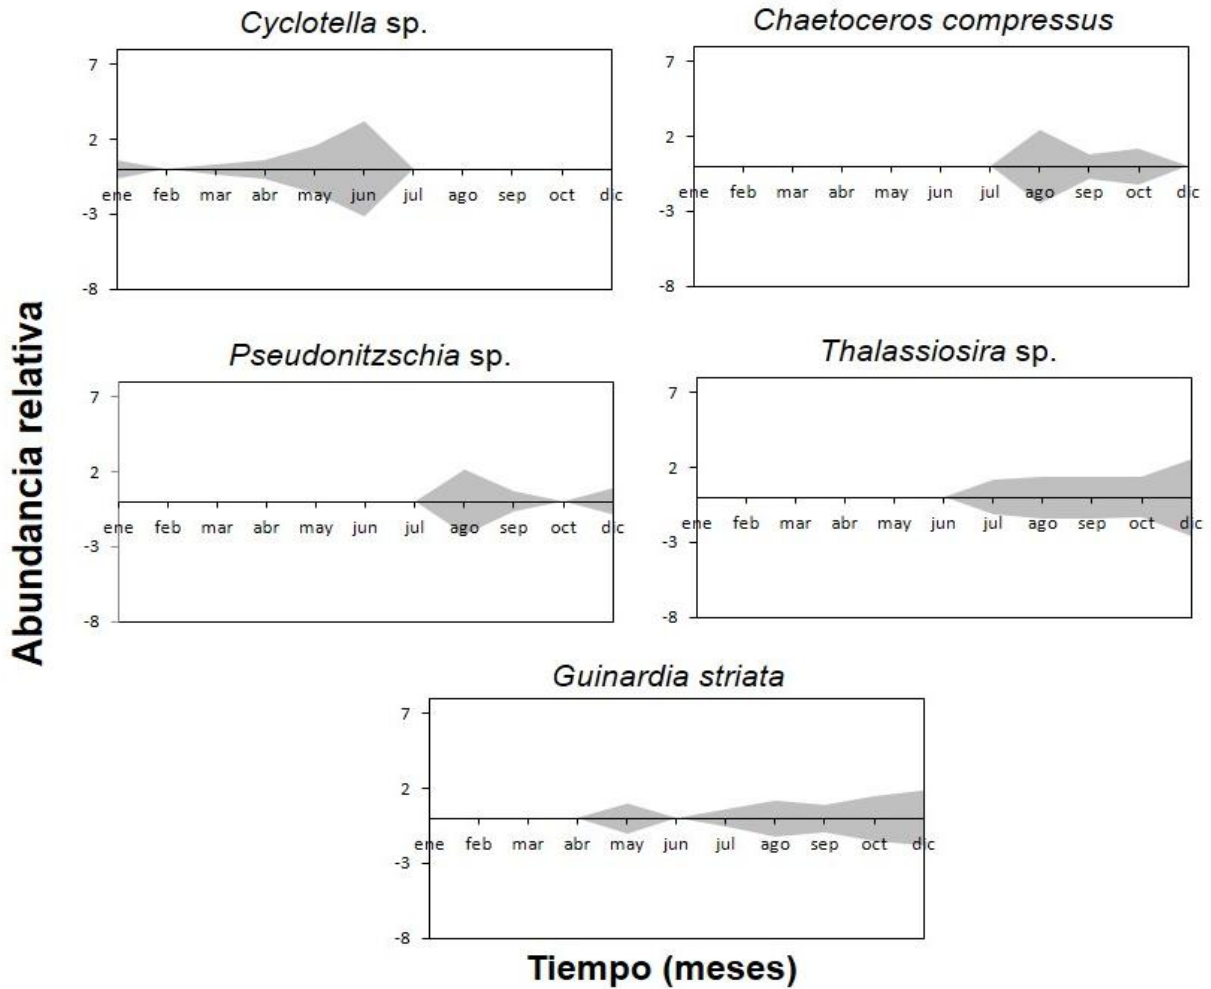 Cyclotella sp.
7
2
-3
-8
ene feb mar abr may jun jul ago sep oct dic
Chaetoceros compressus
7
2
-3
-8
ene feb mar abr may jun jul ago sep oct dic
Abundancia relativa
Pseudonitzschia sp.
7
2
-3
-8
ene feb mar abr may jun jul ago sep oct dic
Thalassiosira sp.
7
2
-3
-8
ene feb mar abr may jun jul ago sep oct dic
Guinardia striata
7
2
-3
-8
ene feb mar abr may jun jul ago sep oct dic
Tiempo (meses)